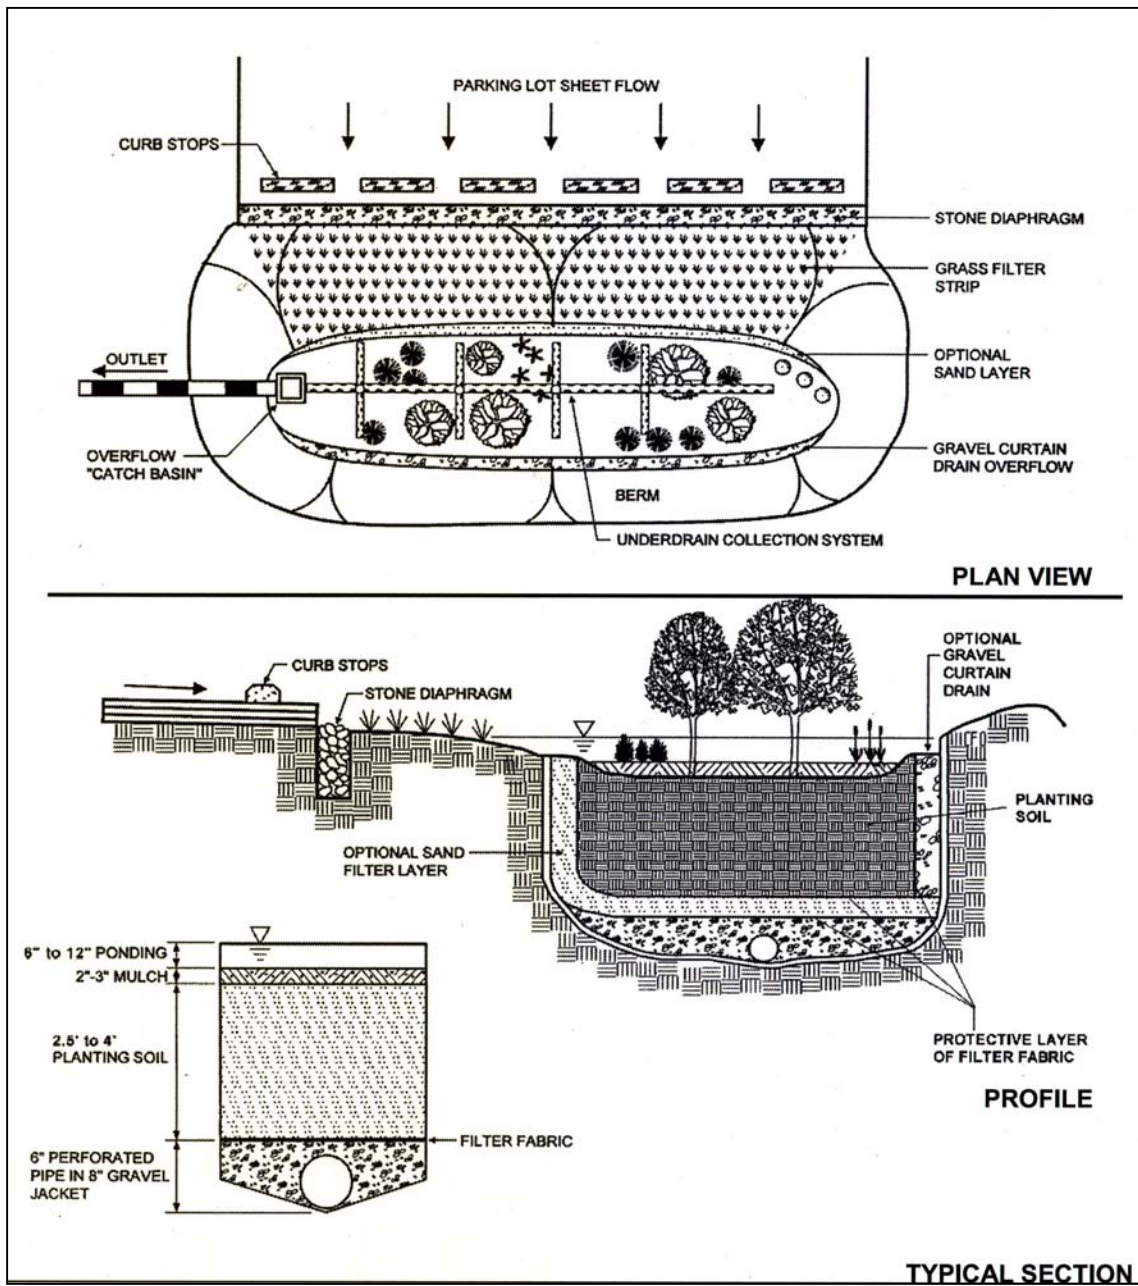 PARKING LOT SHEET FLOW
CURB STOPS
STONE DIAPHRAGM
GRASS FILTER
STRIP
OUTLET
OPTIONAL
SAND LAYER
OVERFLOW
"CATCH BASIN"
GRAVEL CURTAIN
DRAIN OVERFLOW
BERM
UNDERDRAIN COLLECTION SYSTEM
PLAN VIEW
OPTIONAL
GRAVEL
CURTAIN
DRAIN
CURB STOPS
STONE DIAPHRAGM
PLANTING
SOIL
OPTIONAL SAND
FILTER LAYER
6" to 12" PONDING
2"-3" MULCH
2.5' to 4'
PLANTING SOIL
PROTECTIVE LAYER
OF FILTER FABRIC
PROFILE
FILTER FABRIC
6" PERFORATED
PIPE IN 8" GRAVEL
JACKET
TYPICAL SECTION